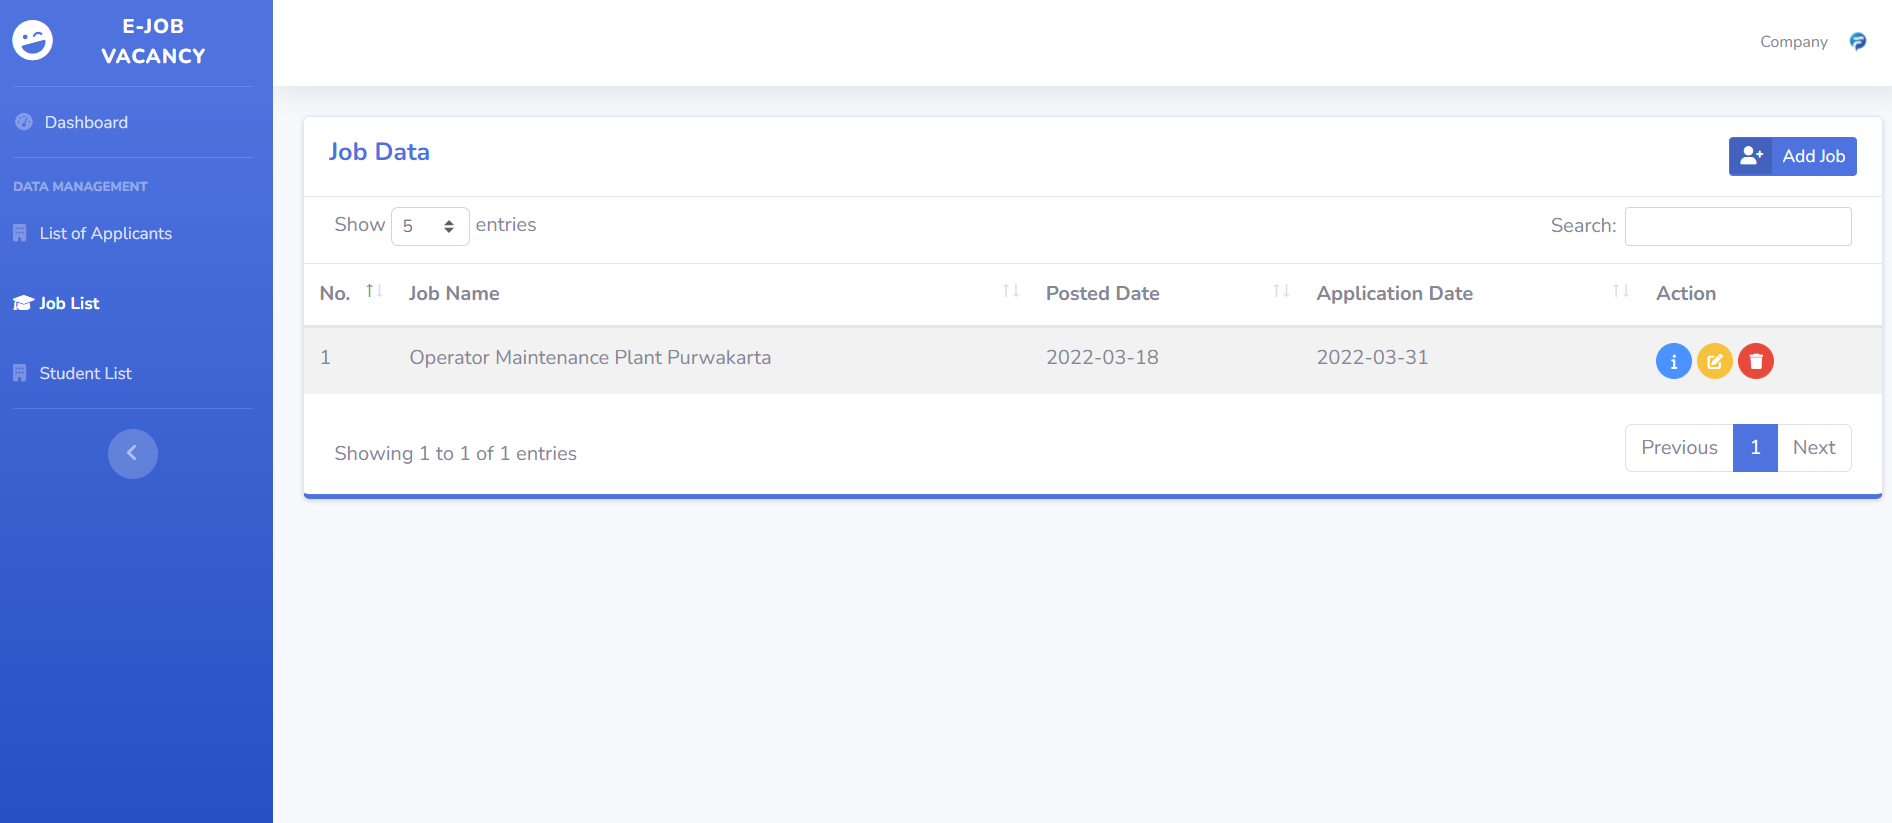 E-JOB
VACANCY
Company
Dashboard
DATA MANAGEMENT
List of Applicants
Job List
Student List
Job Data
Add Job
Show 5 entries
Search:
No. Job Name Posted Date Application Date Action
1 Operator Maintenance Plant Purwakarta 2022-03-18 2022-03-31
Showing 1 to 1 of 1 entries
Previous 1 Next